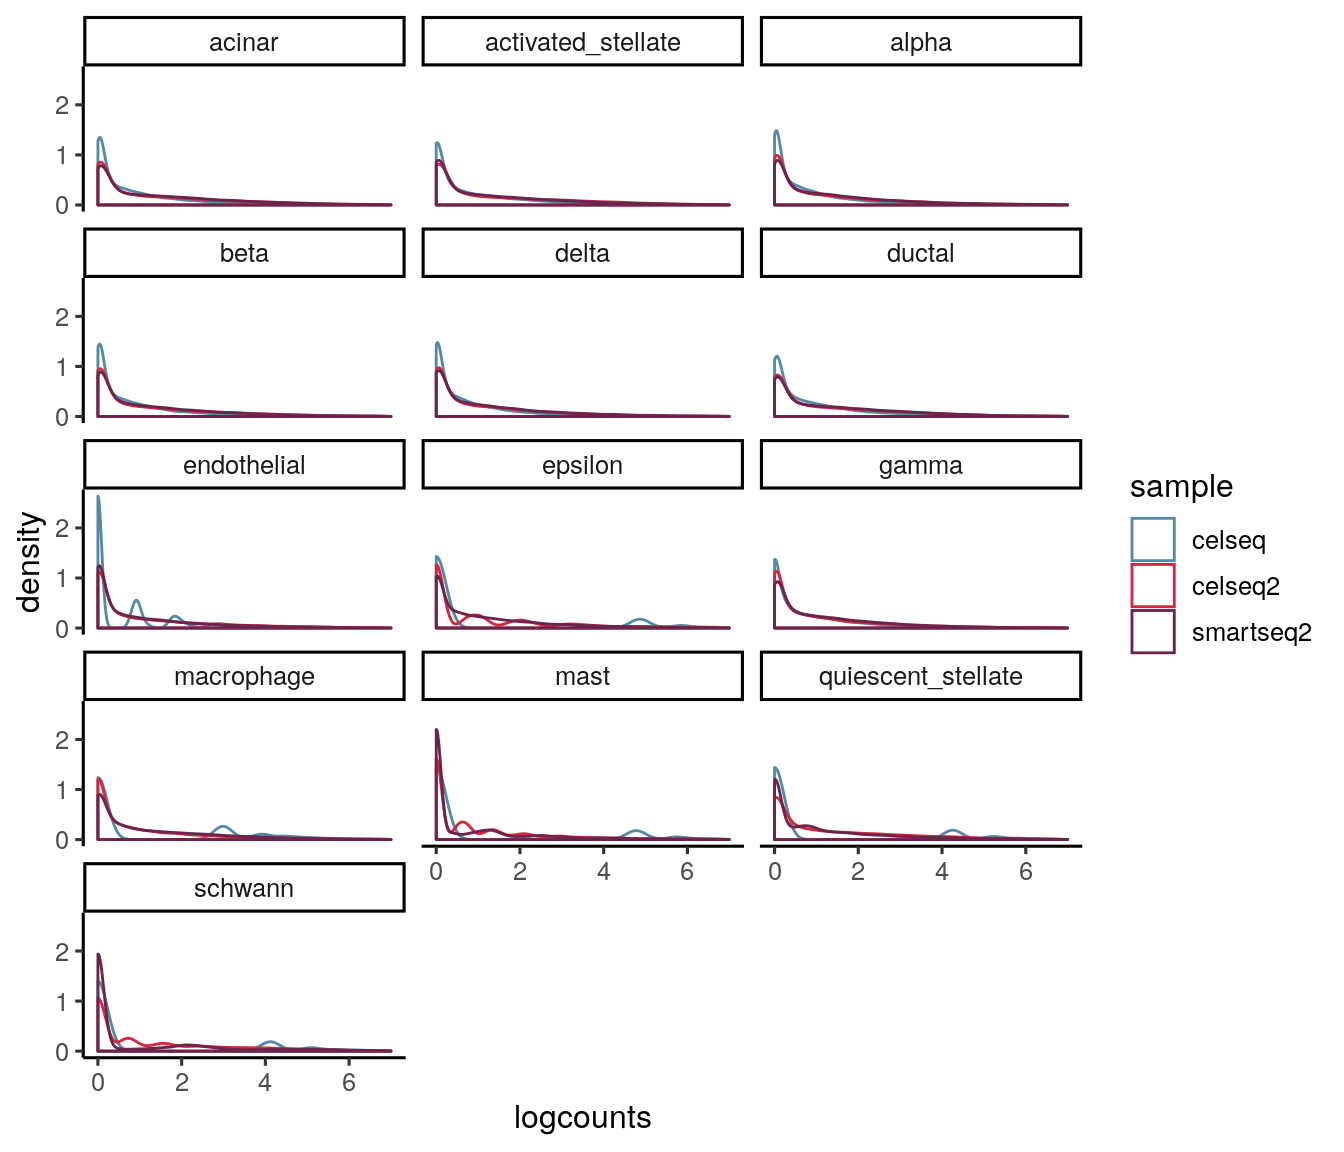 acinar activated_stellate alpha
2
1
0
beta delta ductal
2
1
0
endothelial epsilon gamma
2
1
0
macrophage mast quiescent_stellate
2
1
0
0 2 4 6 0 2 4 6
schwann
2
1
0
0 2 4 6
logcounts
density
sample
celseq
celseq2
smartseq2